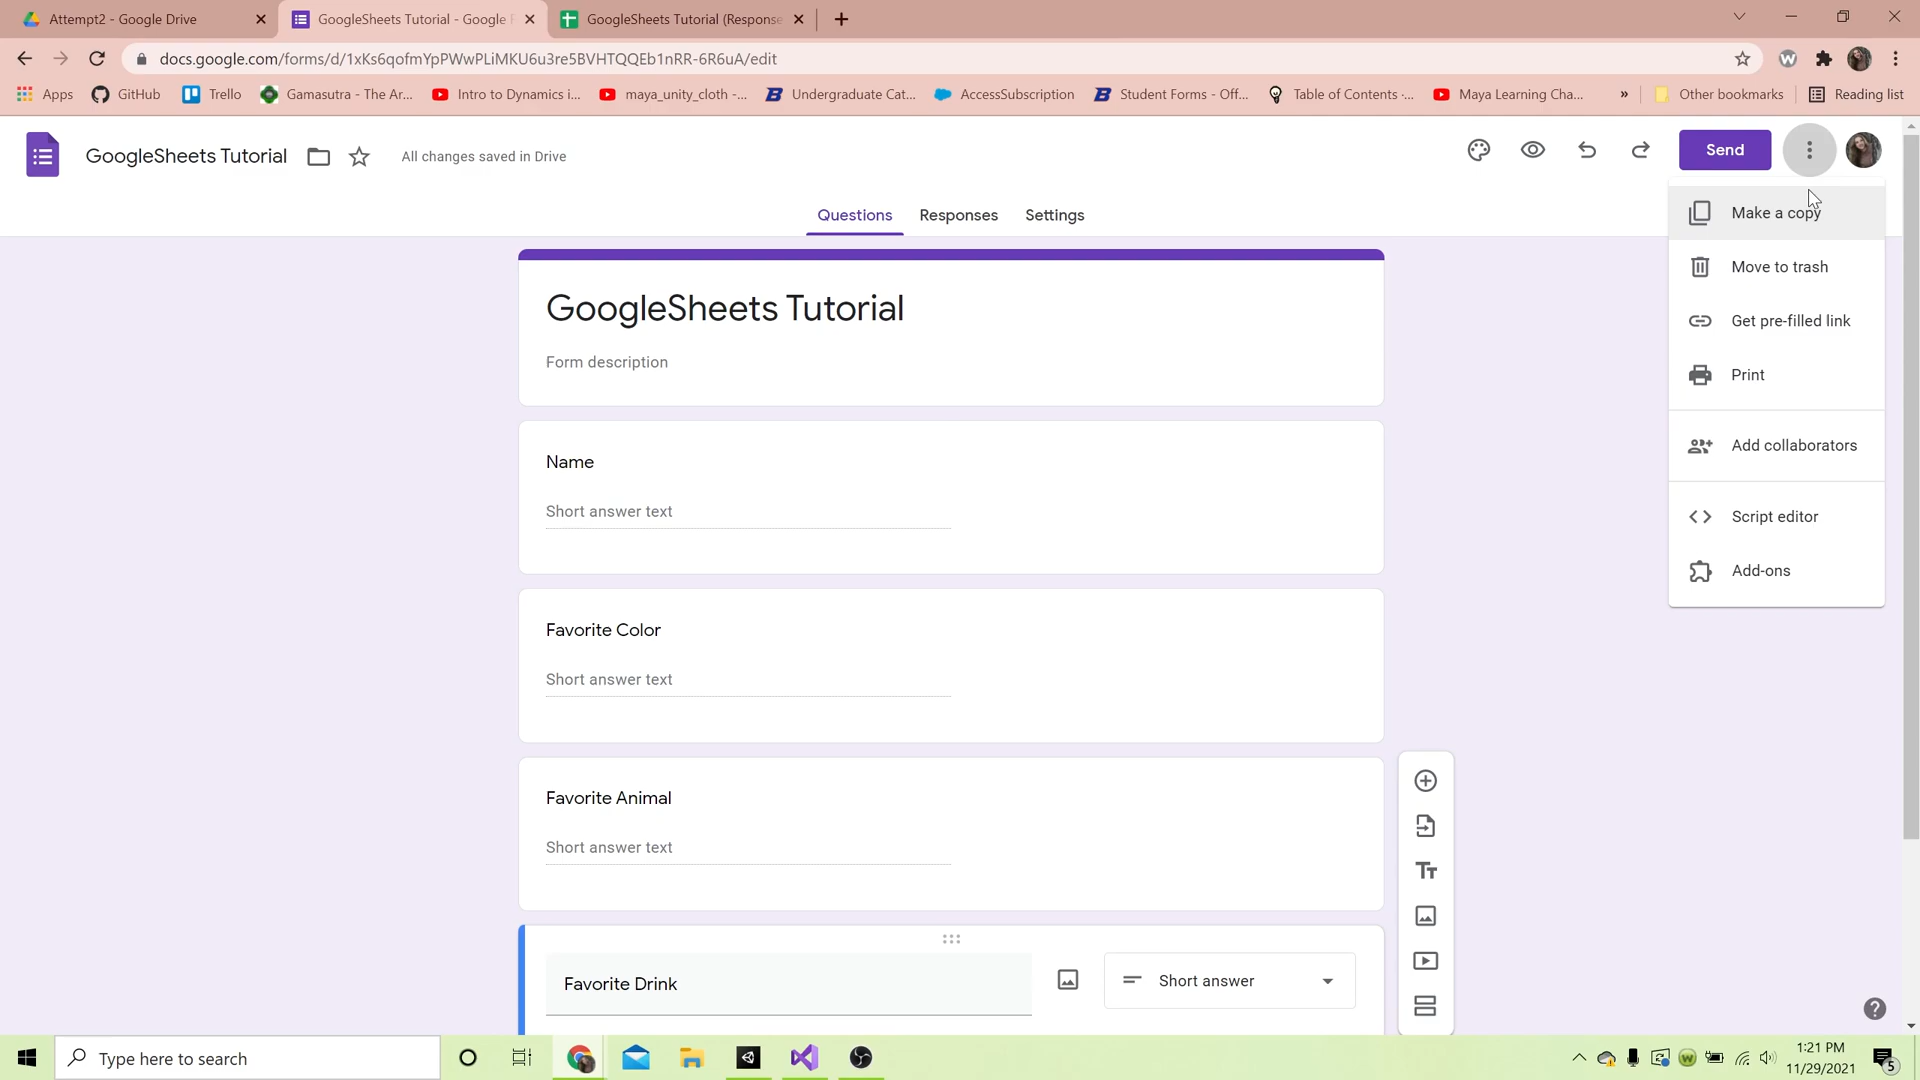 Attempt2 - Google Drive
GoogleSheets Tutorial - Google F
GoogleSheets Tutorial (Response
docs.google.com/forms/d/1xKs6qofmYpPWwPLiMKU6u3re5BVHTQQEb1nRR-6R6uA/edit
Apps
GitHub
Trello
Gamasutra - The Ar...
Intro to Dynamics i...
maya_unity_cloth -...
Undergraduate Cat...
AccessSubscription
Student Forms - Off...
Table of Contents ·...
Maya Learning Cha...
»
Other bookmarks
Reading list
GoogleSheets Tutorial
All changes saved in Drive
Send
Questions
Responses
Settings
Make a copy
Move to trash
Get pre-filled link
Print
Add collaborators
Script editor
Add-ons
GoogleSheets Tutorial
Form description
Name
Short answer text
Favorite Color
Short answer text
Favorite Animal
Short answer text
Favorite Drink
Short answer
Type here to search
1:21 PM
11/29/2021
5